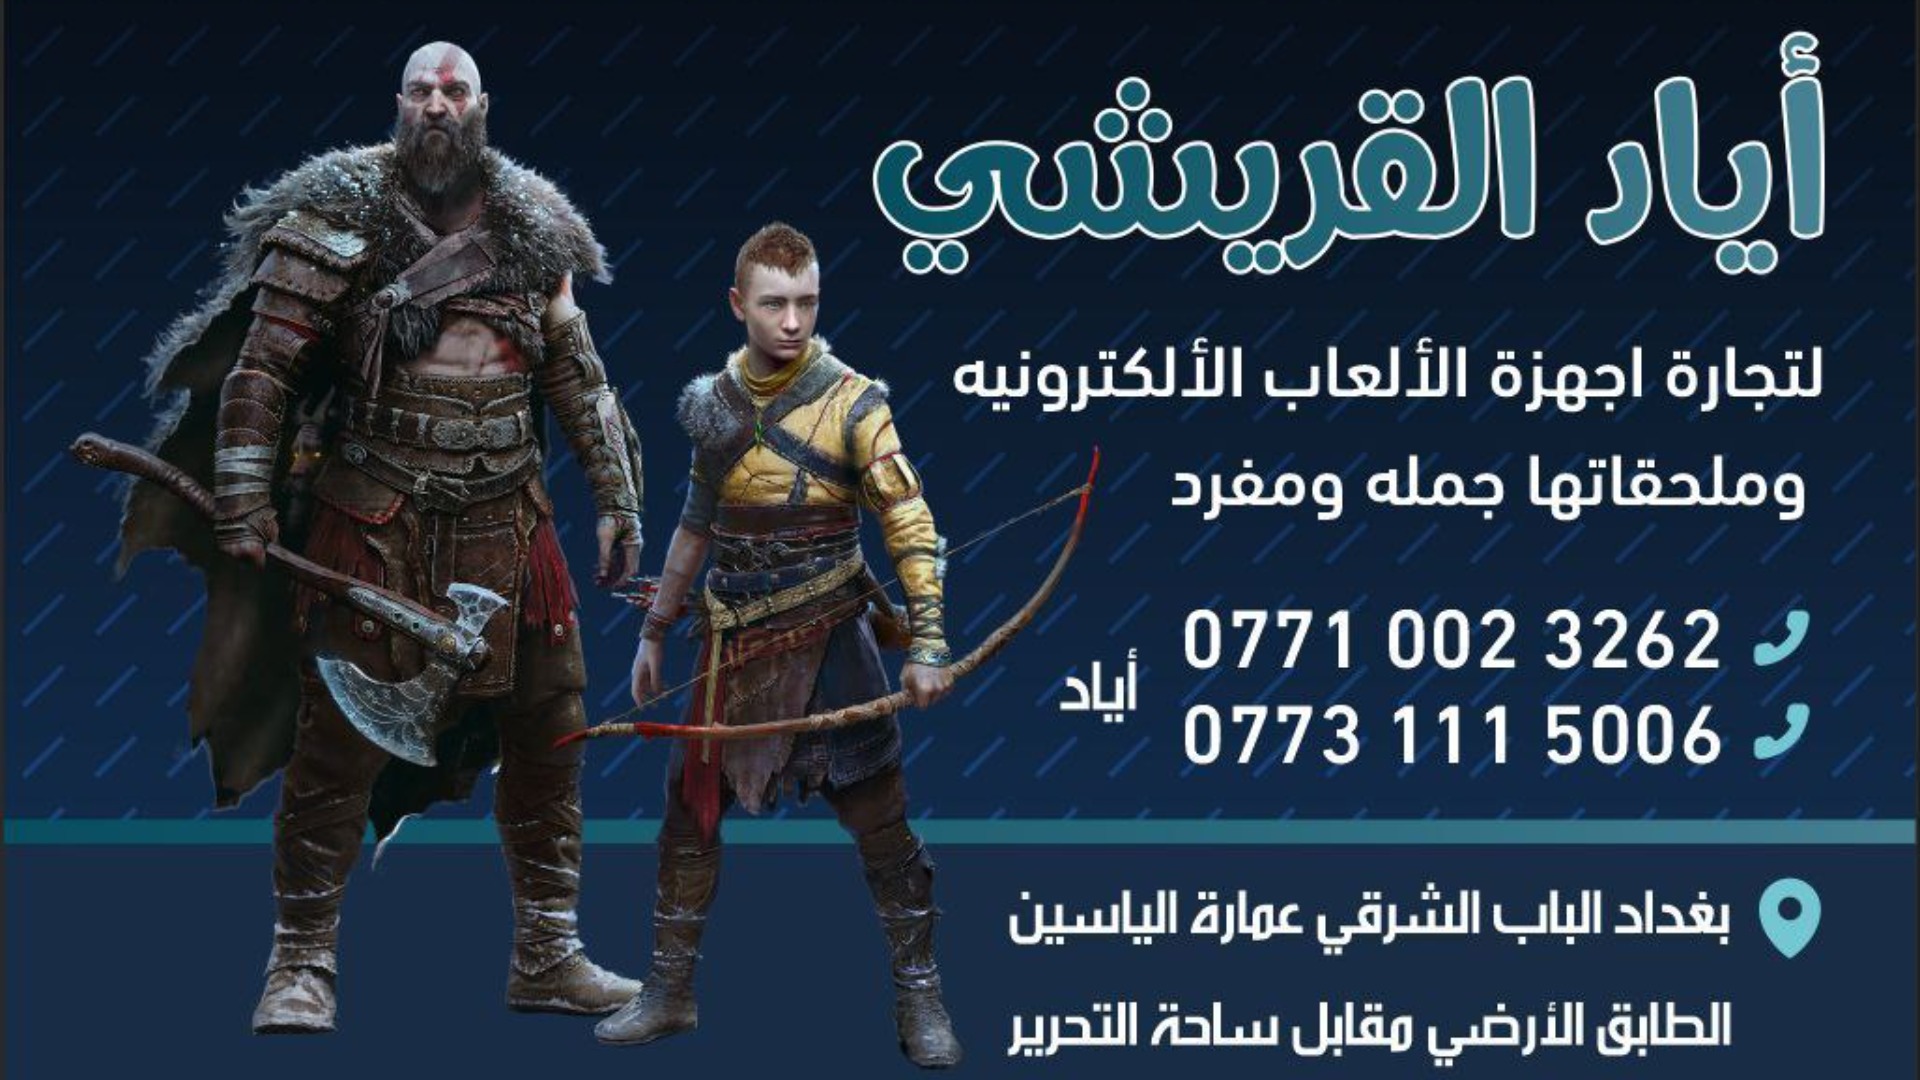 أياد القريشي
لتجارة اجهزة الألعاب الألكترونيه
وملحقاتها جمله ومفرد
0771 002 3262
أياد
0773 111 5006
بغداد الباب الشرقي عمارة الياسين
الطابق الأرضي مقابل ساحة التحرير